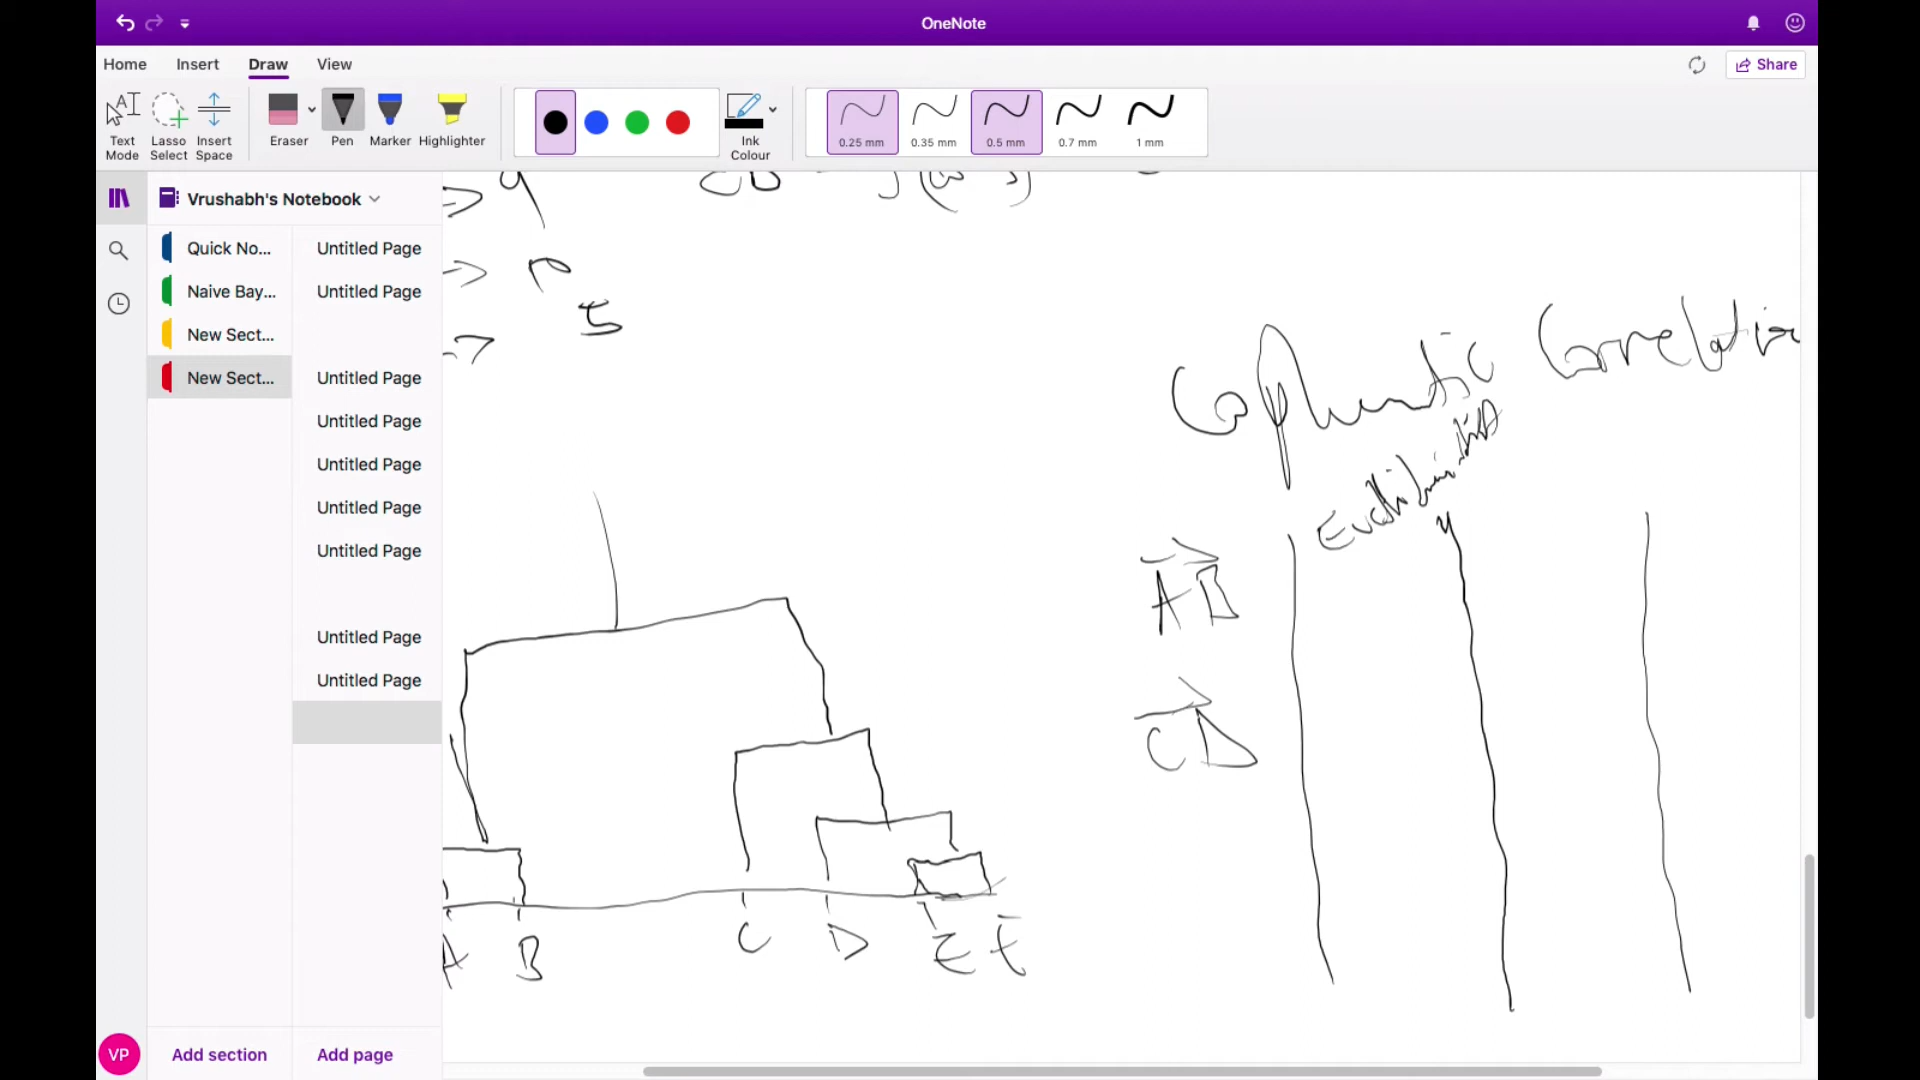 OneNote
Home Insert Draw View
Share
Text Mode
Lasso Select
Insert Space
Eraser
Pen
Marker
Highlighter
Ink Colour
0.25 mm
0.35 mm
0.5 mm
0.7 mm
1 mm
Vrushabh's Notebook
Quick No...
Naive Bay...
New Sect...
New Sect...
Untitled Page
Untitled Page
Untitled Page
Untitled Page
Untitled Page
Untitled Page
Untitled Page
Untitled Page
Untitled Page
VP
Add section
Add page
5
Cophenetic Correlation
AB
CD
A B C D E F